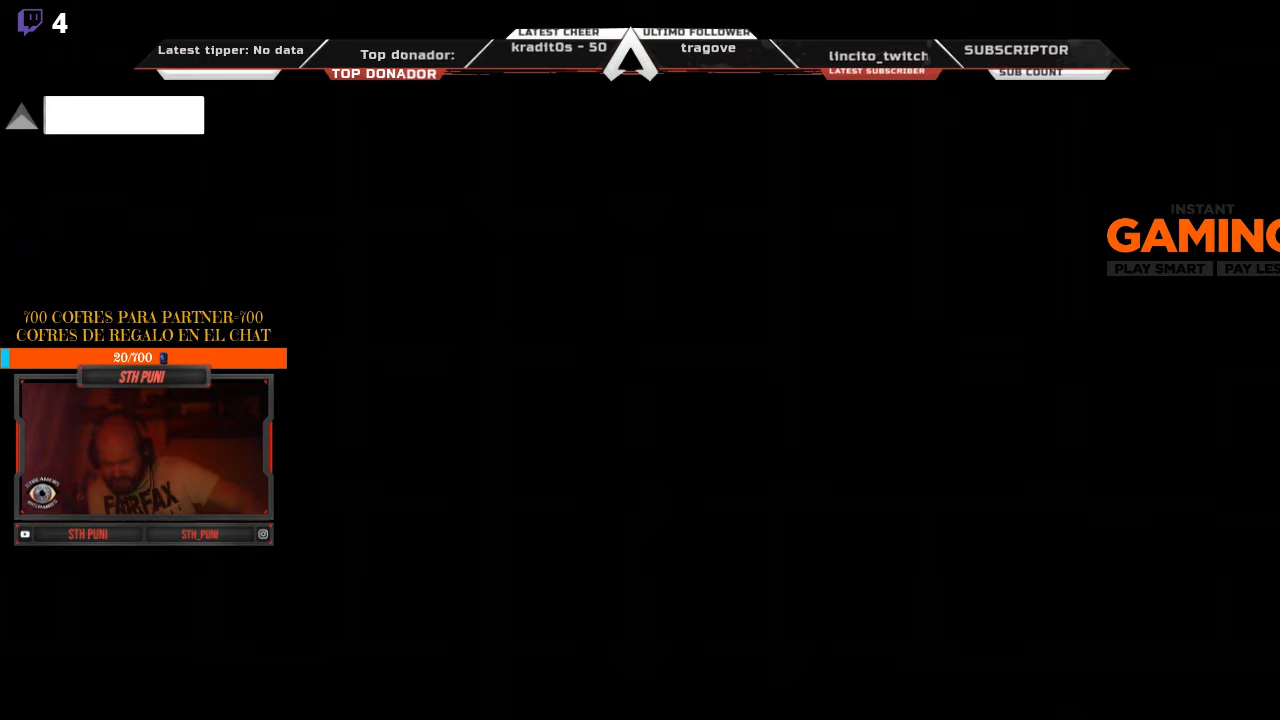 4
LATEST CHEER
ULTIMO FOLLOWER
Latest tipper: No data
Top donador:
kradit0s - 50
tragove
lincito_twitch
SUBSCRIPTOR
TOP DONADOR
LATEST SUBSCRIBER
SUB COUNT
INSTANT
GAMING
PLAY SMART
PAY LES
700 COFRES PARA PARTNER=700
COFRES DE REGALO EN EL CHAT
20/700
STH PUNI
STREAMERS
FAIRFAX
STH PUNI
STH_PUNI